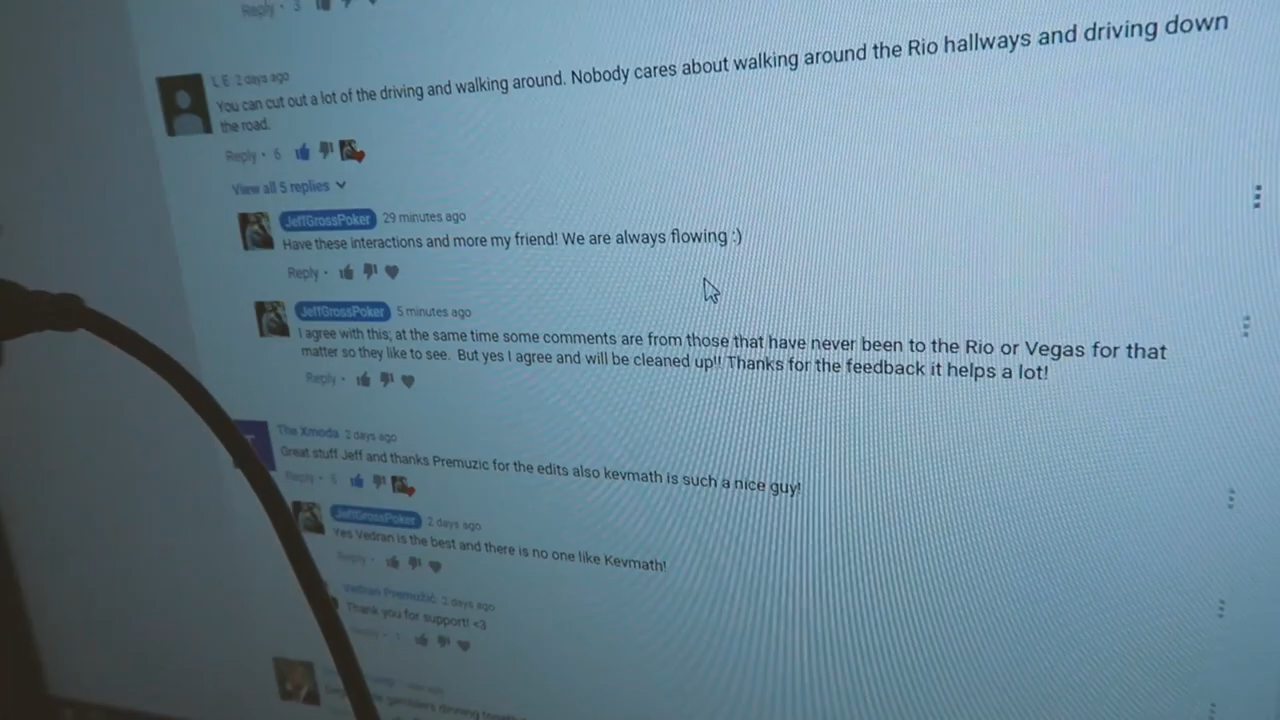 Reply · 3
L E 2 days ago
You can cut out a lot of the driving and walking around. Nobody cares about walking around the Rio hallways and driving down
the road.
Reply · 6
View all 5 replies
JeffGrossPoker 29 minutes ago
Have these interactions and more my friend! We are always flowing :)
Reply ·
JeffGrossPoker 5 minutes ago
I agree with this; at the same time some comments are from those that have never been to the Rio or Vegas for that
matter so they like to see. But yes I agree and will be cleaned up!! Thanks for the feedback it helps a lot!
Reply ·
The Xmoda 2 days ago
Great stuff Jeff and thanks Premuzic for the edits also kevmath is such a nice guy!
Reply · 5
JeffGrossPoker 2 days ago
Yes Vedran is the best and there is no one like Kevmath!
Reply ·
Vedran Premužić 2 days ago
Thank you for support! <3
Reply · 1
gamblers dinning